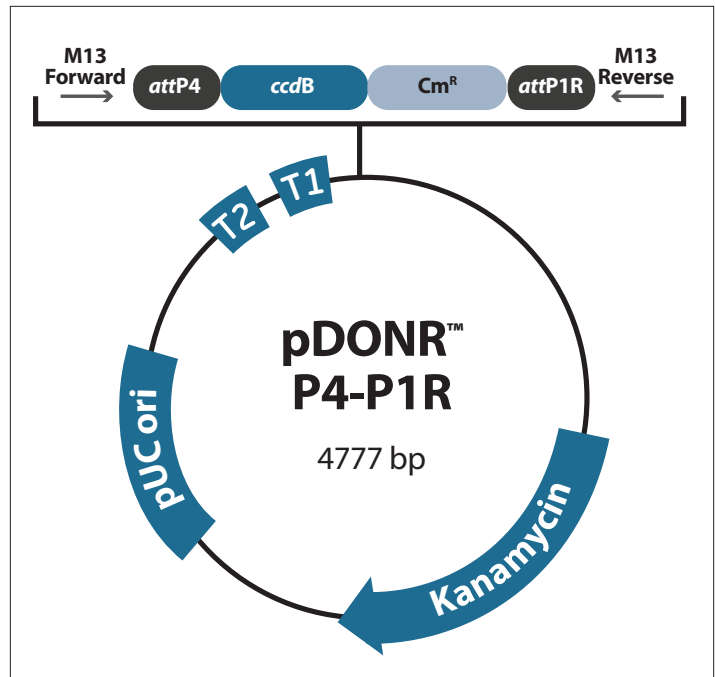 M13
Forward
attP4
ccdB
Cmᴿ
attP1R
M13
Reverse
T1
T2
pDONR™
P4-P1R
4777 bp
pUC ori
Kanamycin